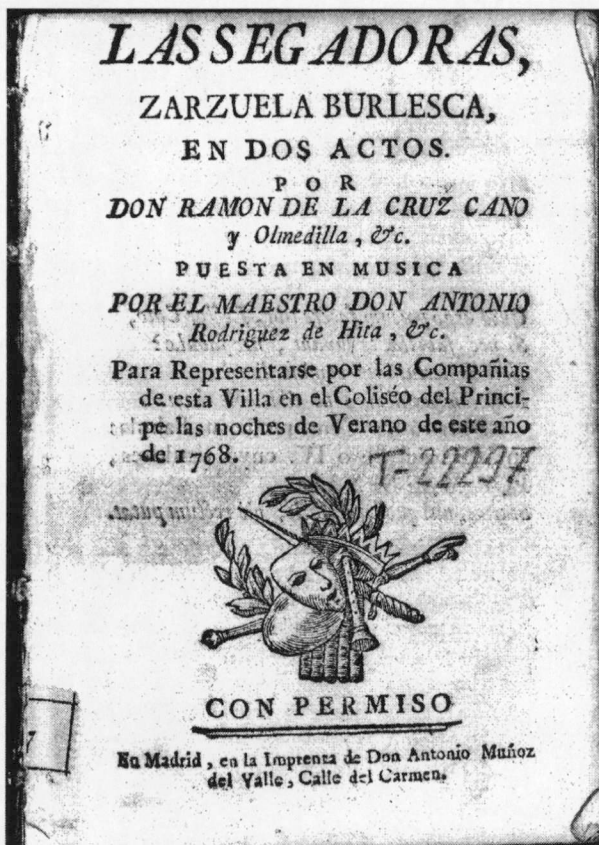 LAS SEGADORAS,
ZARZUELA BURLESCA,
EN DOS ACTOS.
POR
DON RAMON DE LA CRUZ CANO
y Olmedilla, &c.
PUESTA EN MUSICA
POR EL MAESTRO DON ANTONIO
Rodriguez de Hita, &c.
Para Representarse por las Compañias
de esta Villa en el Coliséo del Princi-
pe las noches de Verano de este año
de 1768.
T-22297
CON PERMISO
En Madrid, en la Imprenta de Don Antonio Muñoz
del Valle, Calle del Carmen.